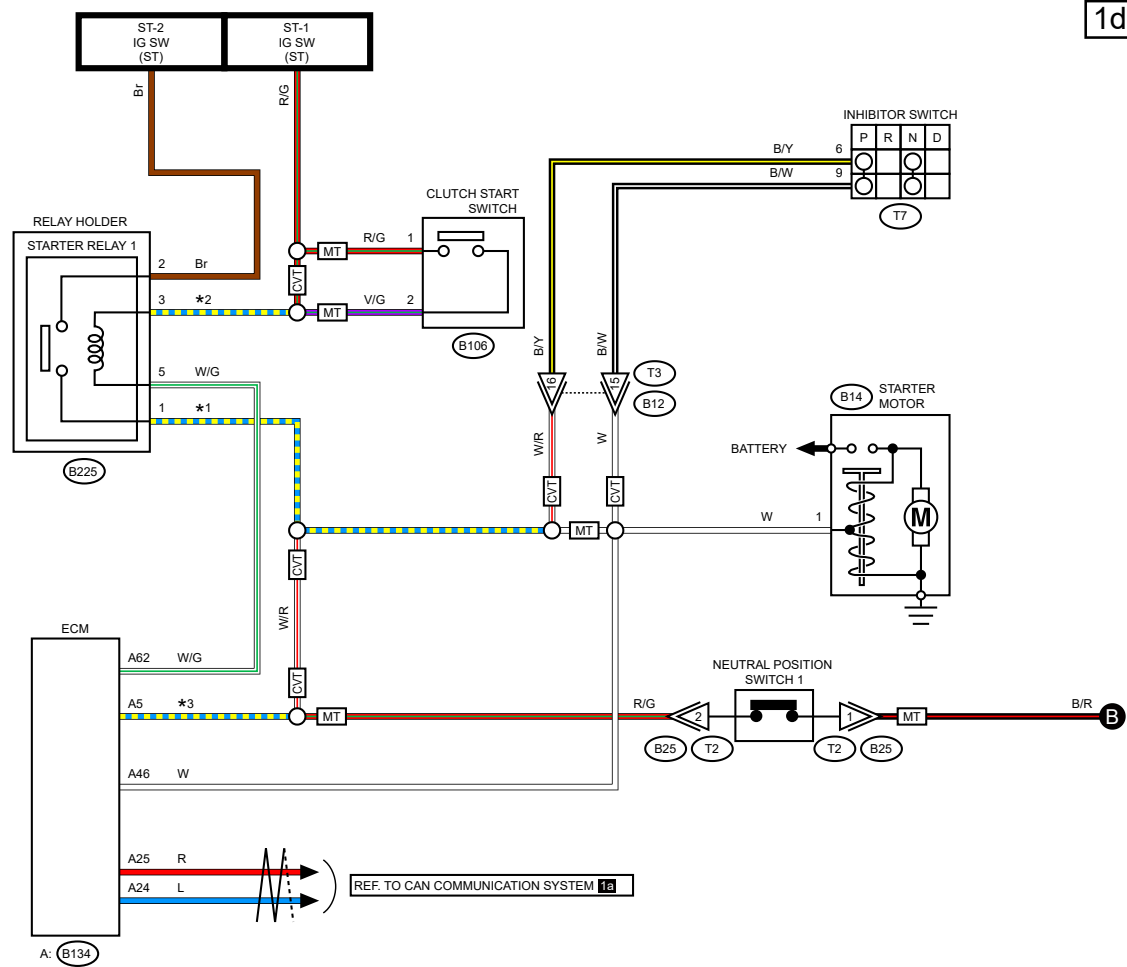 1d
ST-2
IG SW
(ST)
ST-1
IG SW
(ST)
Br
R/G
INHIBITOR SWITCH
P R N D
B/Y 6
B/W 9
T7
CLUTCH START
SWITCH
RELAY HOLDER
STARTER RELAY 1
MT R/G 1
2 Br
CVT
3 *2
MT V/G 2
B106
B/Y
B/W
5 W/G
16
15
T3
B12
1 *1
B225
W/R
W
B14
STARTER
MOTOR
BATTERY
CVT
CVT
M
MT
W 1
CVT
W/R
ECM
A62 W/G
CVT
NEUTRAL POSITION
SWITCH 1
A5 *3
MT
R/G
2
1
MT
B/R
B
B25
T2
T2
B25
A46 W
A25 R
A24 L
REF. TO CAN COMMUNICATION SYSTEM 1a
A: B134